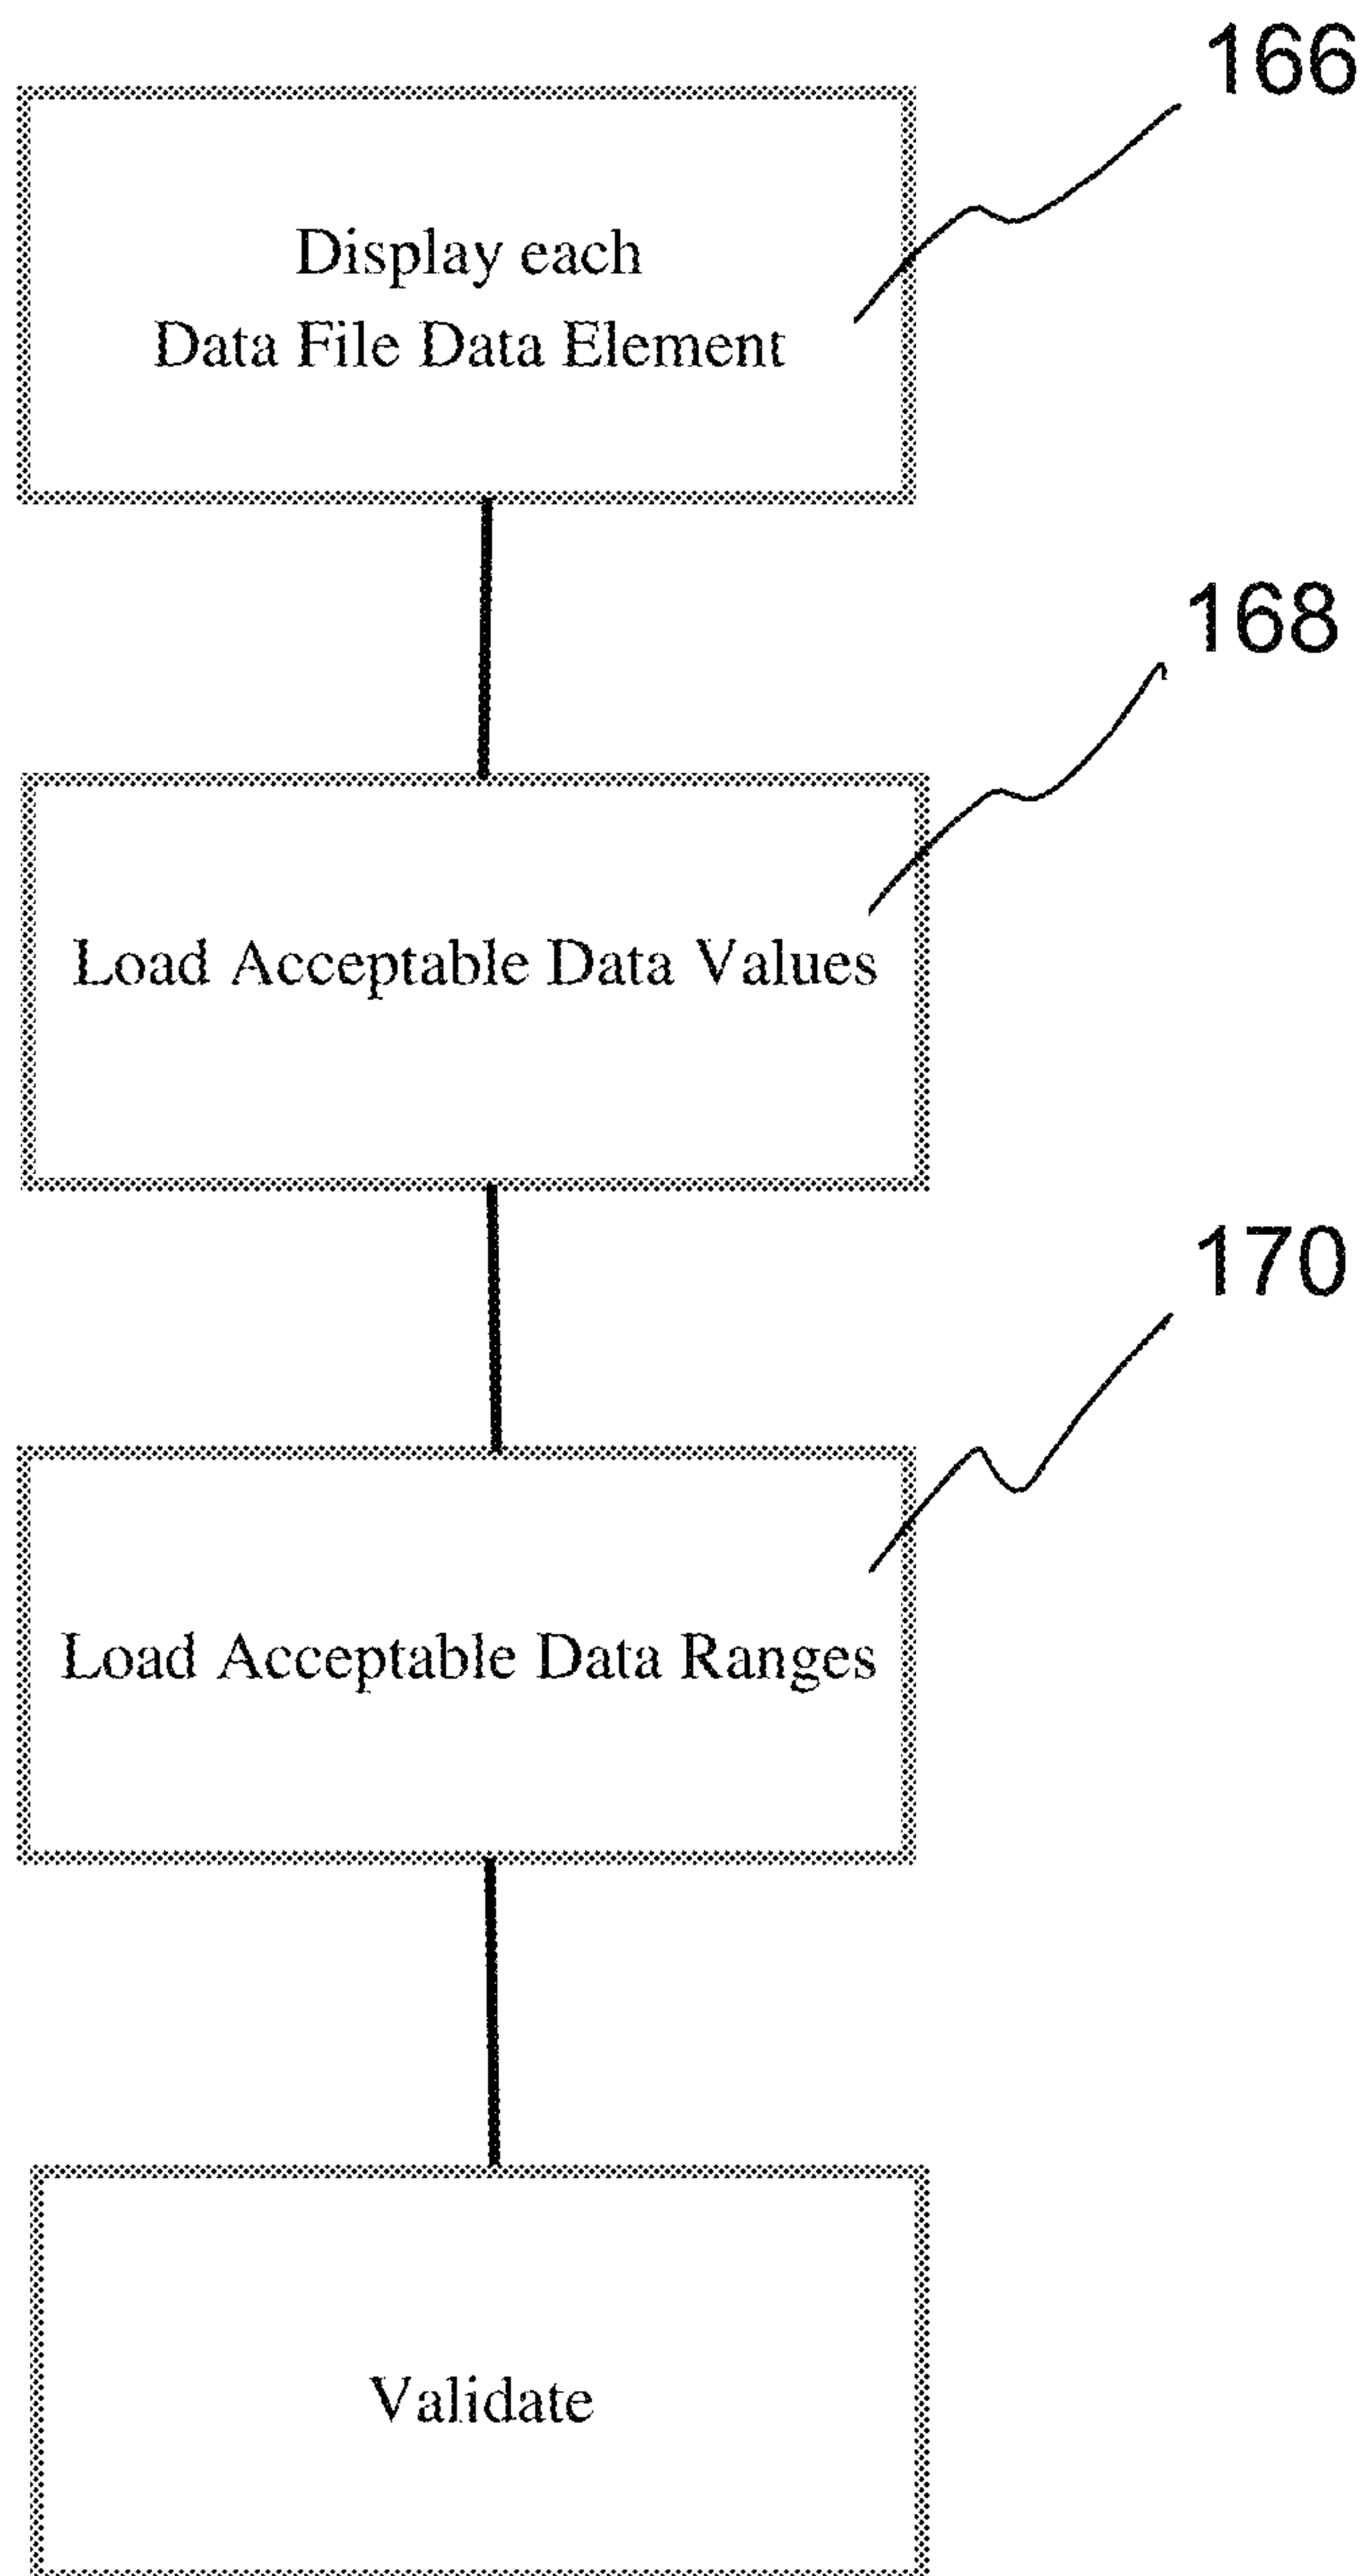 166
Display each
Data File Data Element
168
Load Acceptable Data Values
170
Load Acceptable Data Ranges
Validate